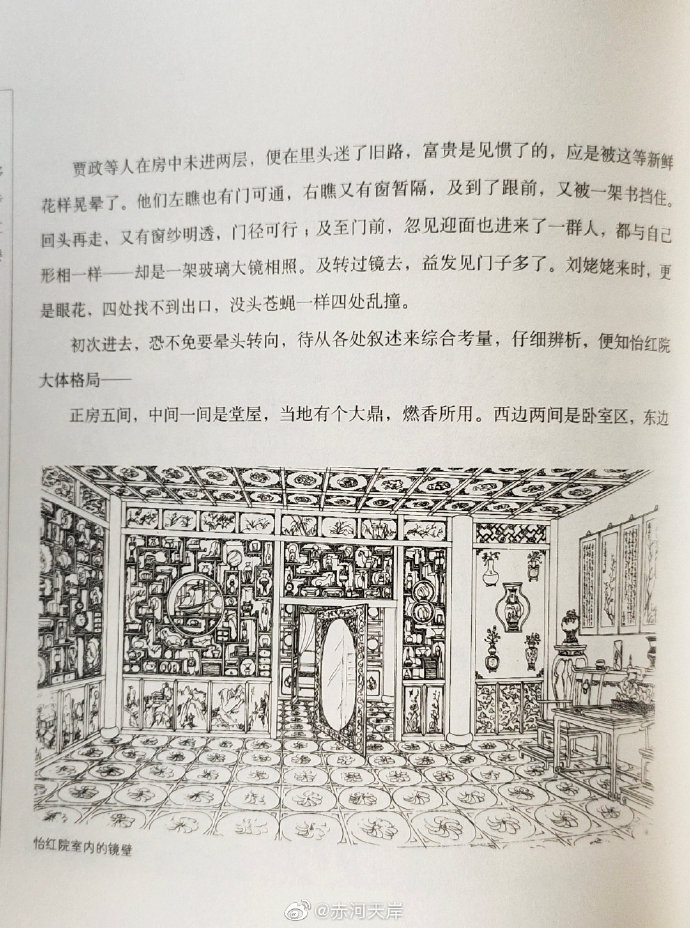 贾政等人在房中未进两层，便在里头迷了旧路，富贵是见惯了的，应是被这等新鲜
花样晃晕了。他们左瞧也有门可通，右瞧又有窗暂隔，及到了跟前，又被一架书挡住。
回头再走，又有窗纱明透，门径可行；及至门前，忽见迎面也进来了一群人，都与自己
形相一样——却是一架玻璃大镜相照。及转过镜去，益发见门子多了。刘姥姥来时，更
是眼花，四处找不到出口，没头苍蝇一样四处乱撞。
初次进去，恐不免要晕头转向，待从各处叙述来综合考量，仔细辨析，便知怡红院
大体格局——
正房五间，中间一间是堂屋，当地有个大鼎，燃香所用。西边两间是卧室区，东边
怡红院室内的镜壁
@赤河天岸